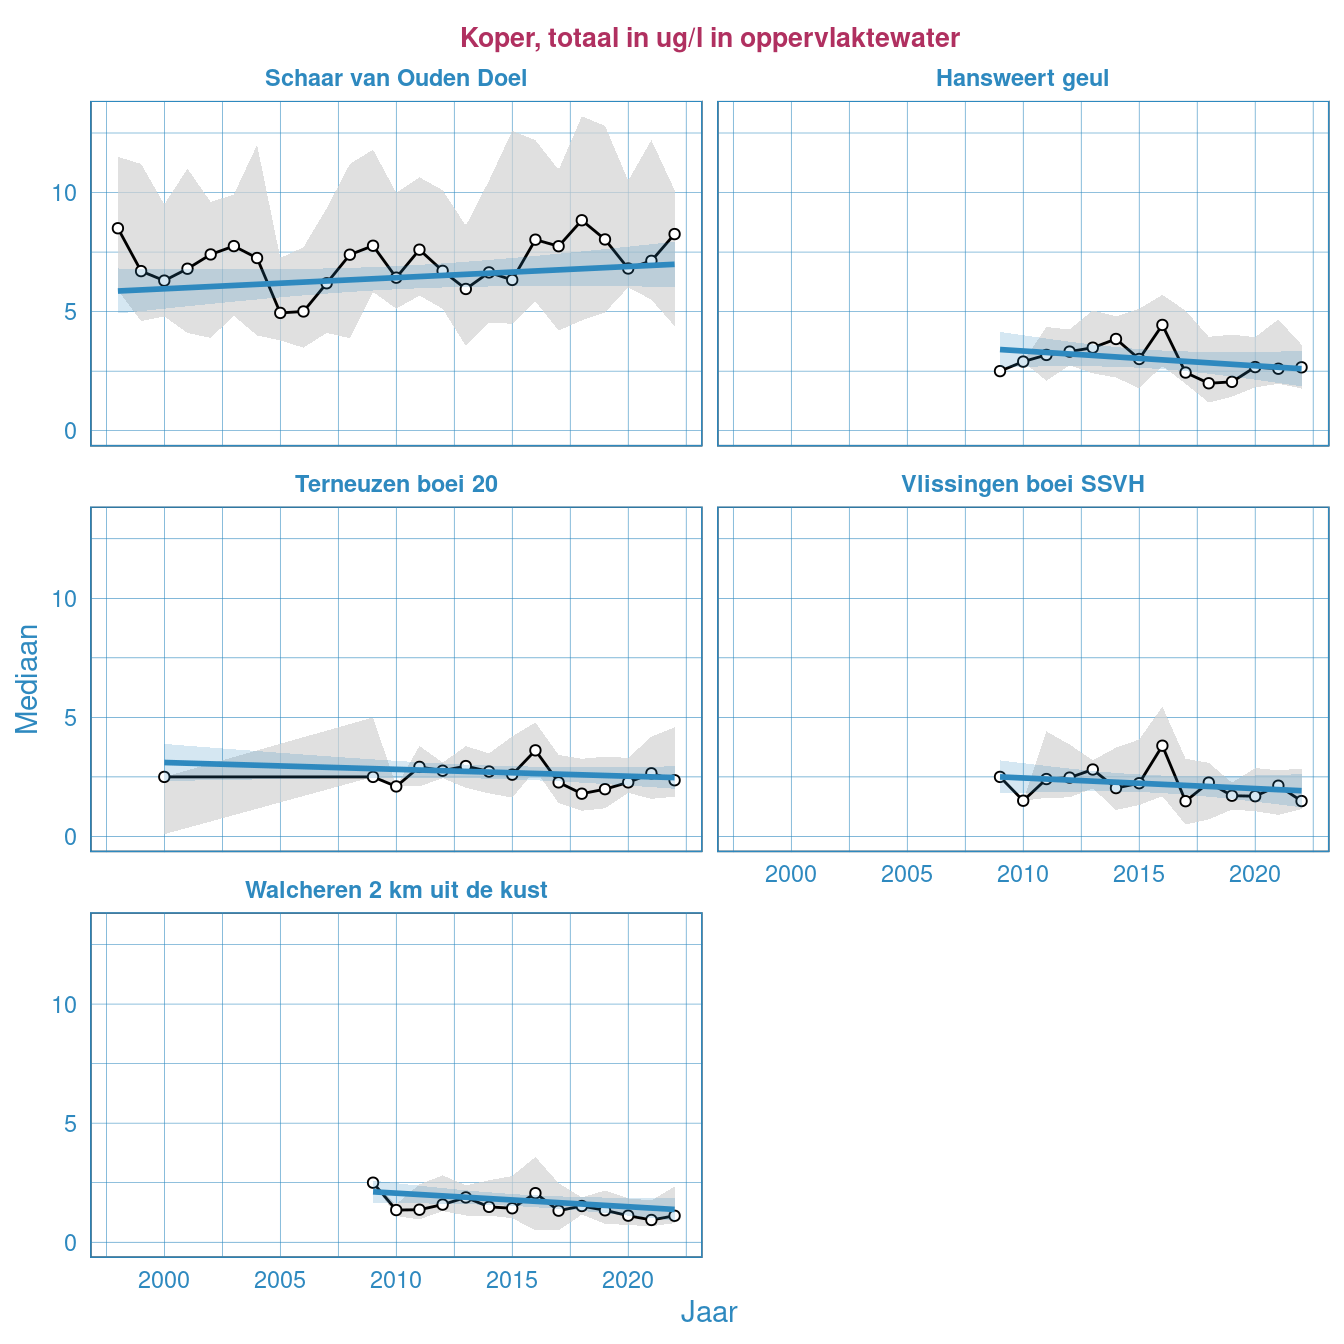 Koper, totaal in ug/l in oppervlaktewater
Schaar van Ouden Doel
Hansweert geul
10
5
0
Terneuzen boei 20
Vlissingen boei SSVH
Mediaan
10
5
0
2000 2005 2010 2015 2020
Walcheren 2 km uit de kust
10
5
0
2000 2005 2010 2015 2020
Jaar